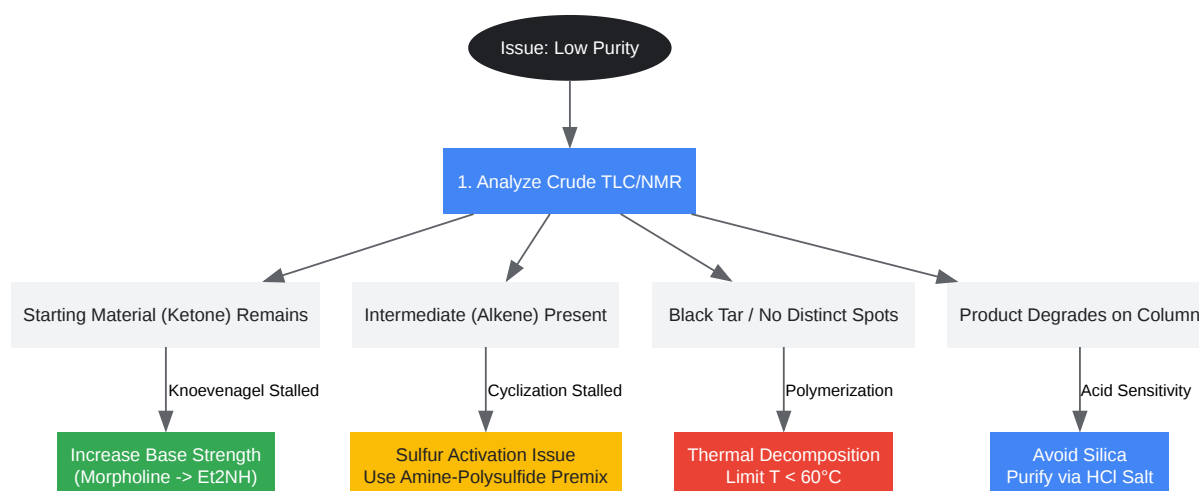 Issue: Low Purity
1. Analyze Crude TLC/NMR
Starting Material (Ketone) Remains
Intermediate (Alkene) Present
Black Tar / No Distinct Spots
Product Degrades on Column
Knoevenagel Stalled
Cyclization Stalled
Polymerization
Acid Sensitivity
Increase Base Strength
(Morpholine -> Et2NH)
Sulfur Activation Issue
Use Amine-Polysulfide Premix
Thermal Decomposition
Limit T < 60°C
Avoid Silica
Purify via HCl Salt